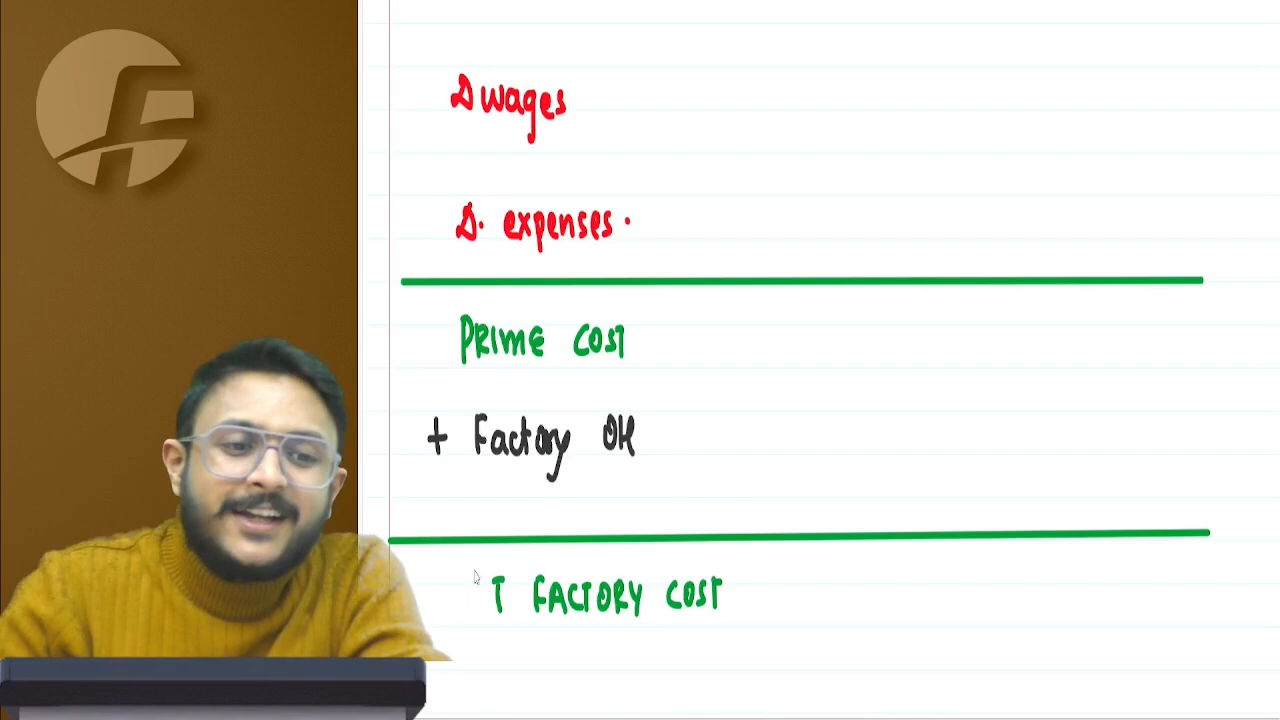 D wages
D. expenses.
PRIME COST
+ Factory OH
T FACTORY COST